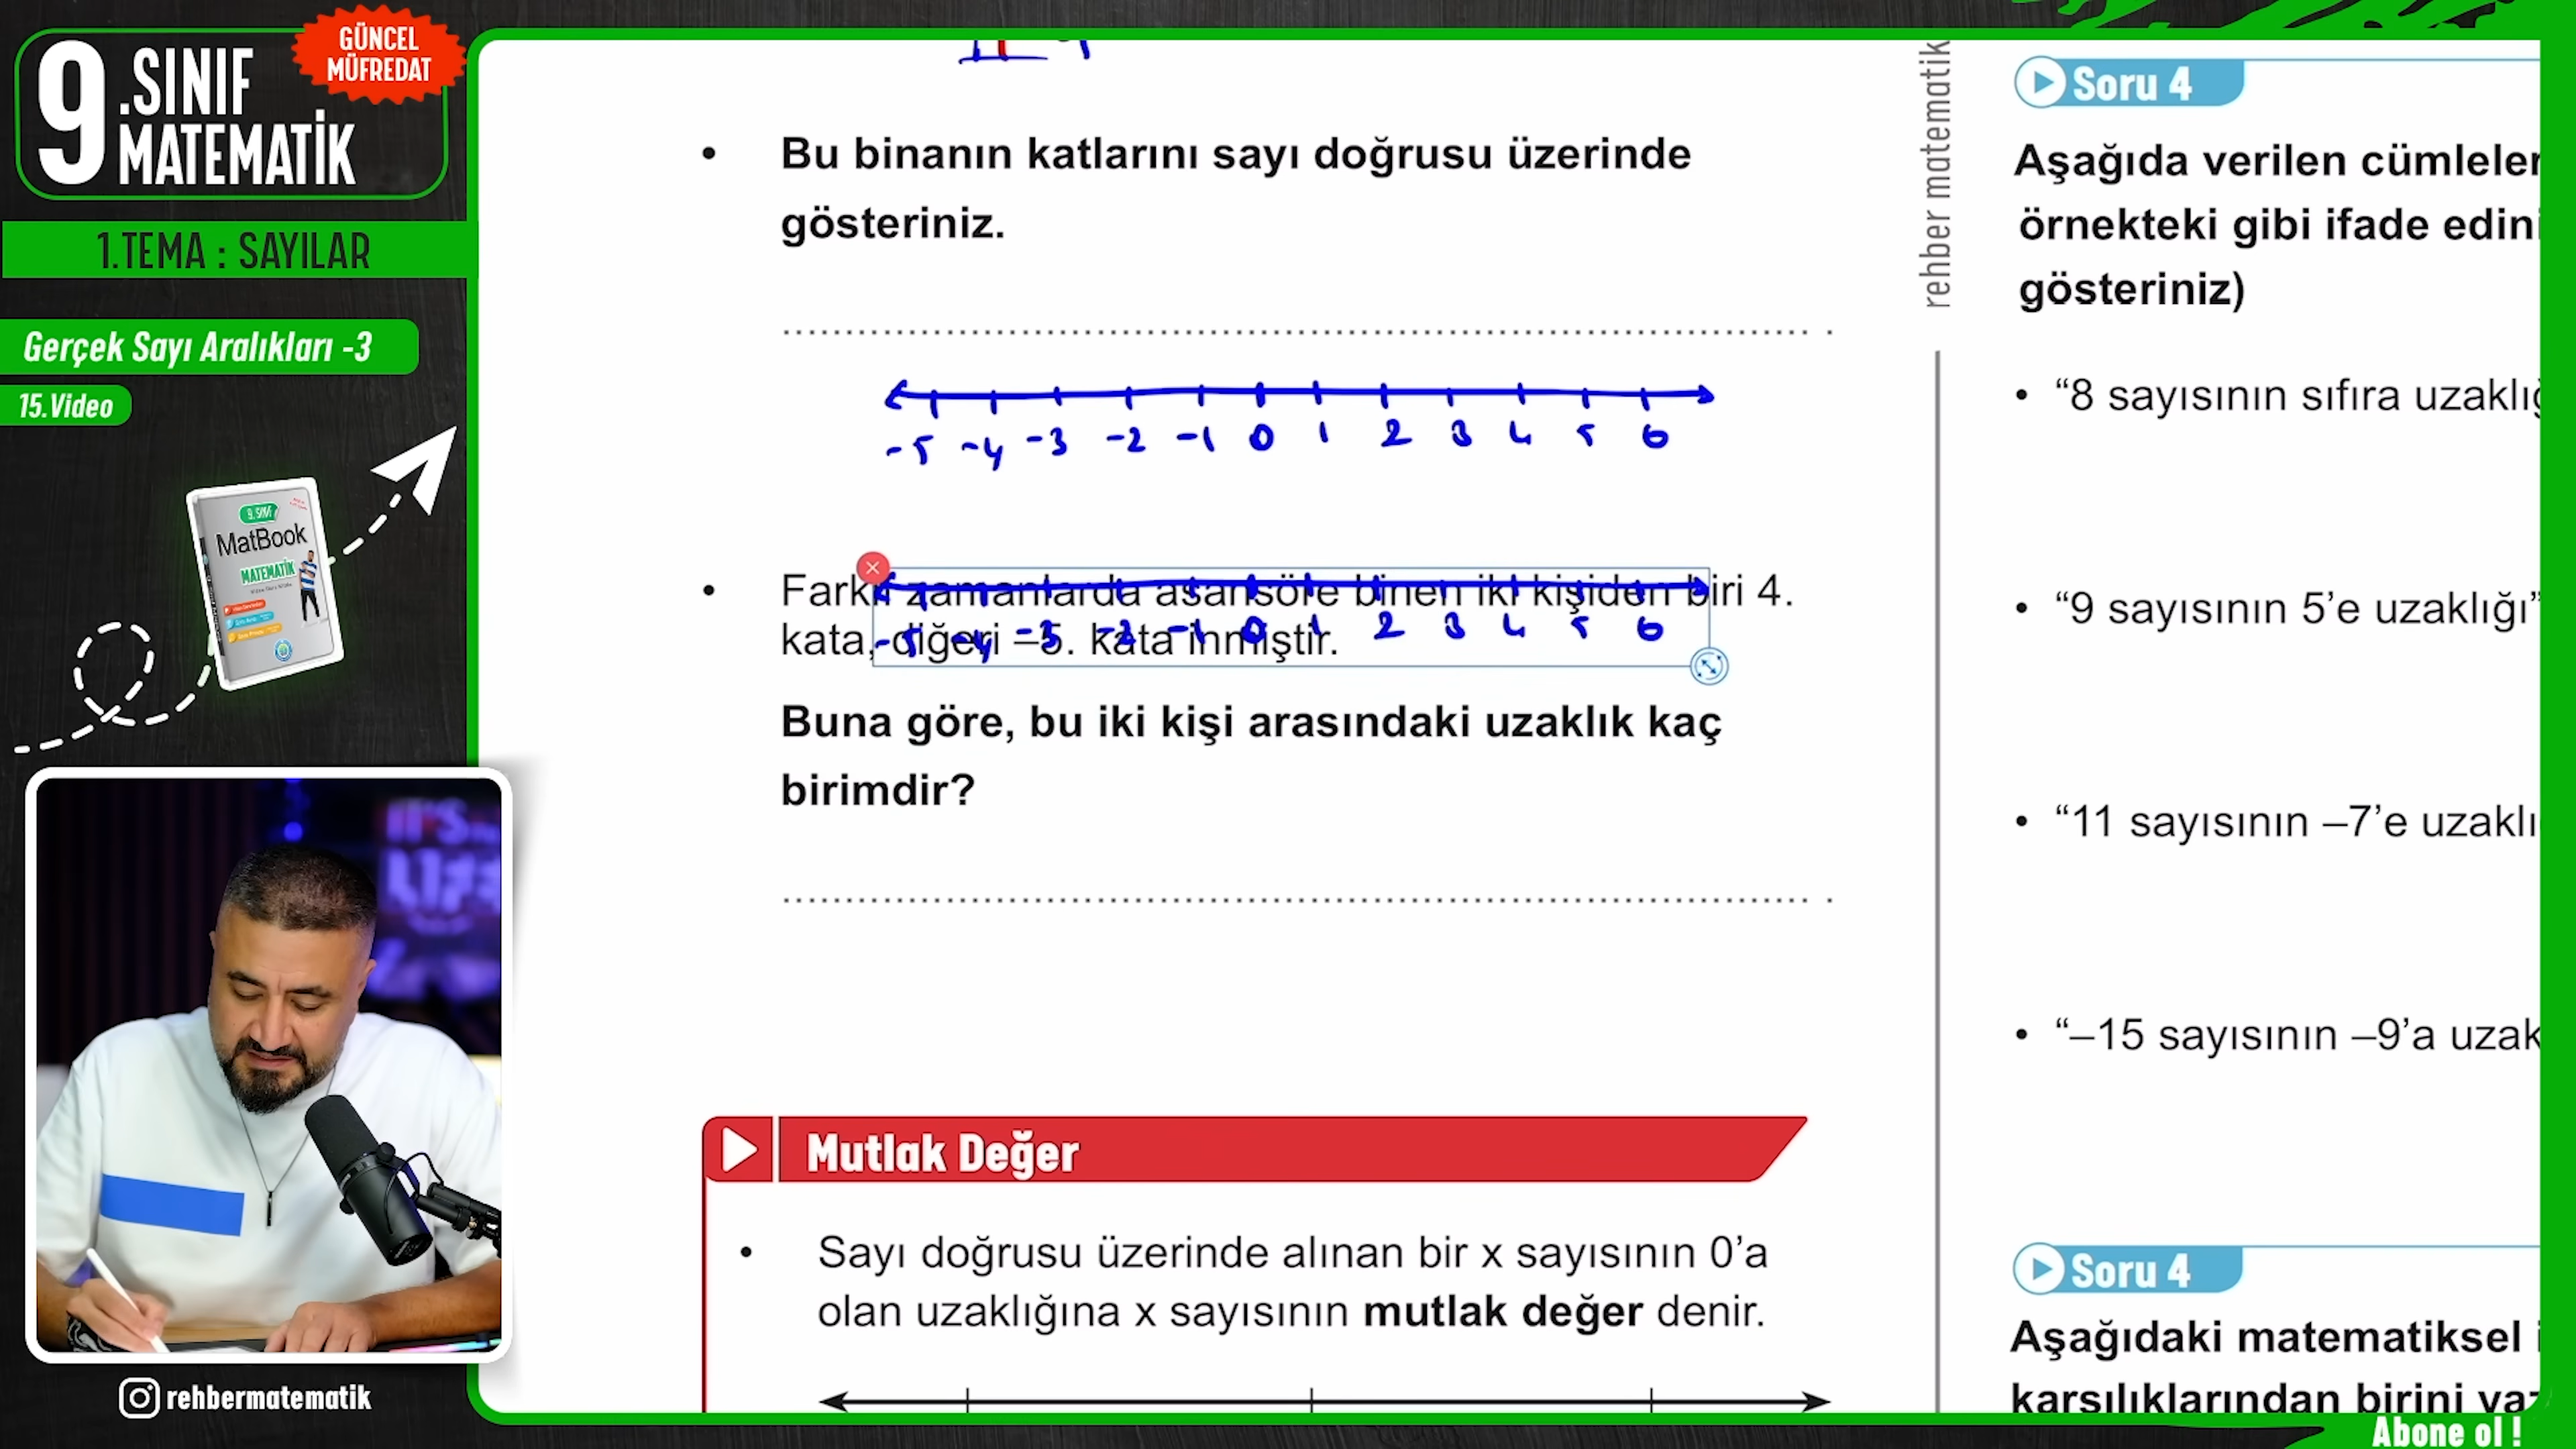 9.SINIF
MATEMATİK
GÜNCEL
MÜFREDAT
1.TEMA : SAYILAR
Gerçek Sayı Aralıkları -3
15.Video
9. SINIF
MatBook
MATEMATİK
rehbermatematik
• Bu binanın katlarını sayı doğrusu üzerinde
gösteriniz.
-5 -4 -3 -2 -1 0 1 2 3 4 5 6
• Farklı zamanlarda asansöre binen iki kişiden biri 4.
kata, diğeri –5. kata inmiştir.
-5 -4 -3 -2 -1 0 1 2 3 4 5 6
Buna göre, bu iki kişi arasındaki uzaklık kaç
birimdir?
Mutlak Değer
• Sayı doğrusu üzerinde alınan bir x sayısının 0’a
olan uzaklığına x sayısının mutlak değer denir.
rehber matematik
Soru 4
Aşağıda verilen cümleler
örnekteki gibi ifade edini
gösteriniz)
• “8 sayısının sıfıra uzaklığ
• “9 sayısının 5’e uzaklığı”
• “11 sayısının –7’e uzaklı
• “–15 sayısının –9’a uzak
Soru 4
Aşağıdaki matematiksel i
karşılıklarından birini yaz
Abone ol !